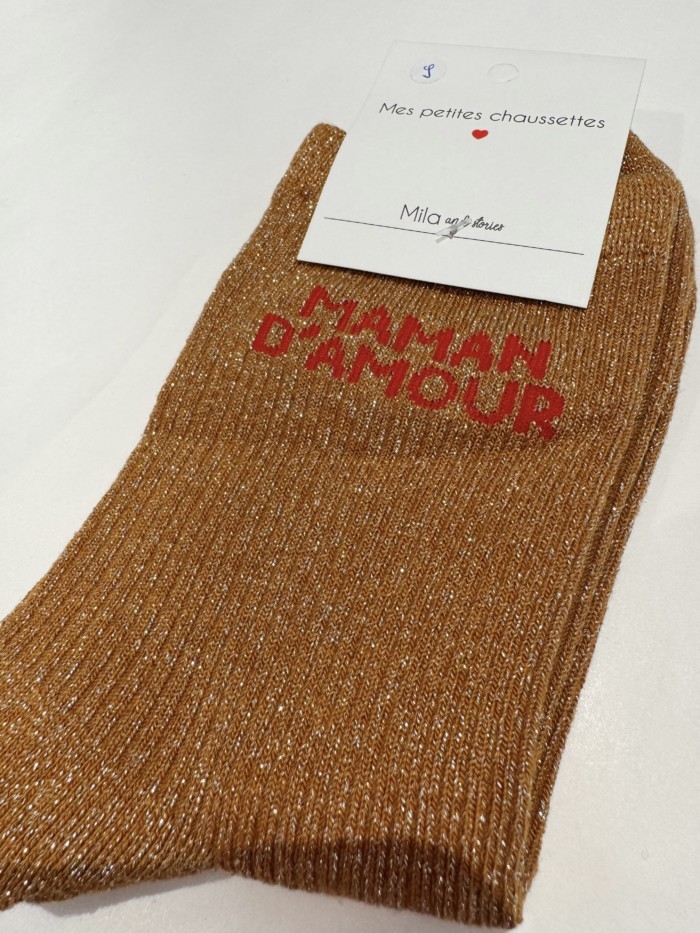 Mes petites chaussettes
Mila and stories
MAMAN
D'AMOUR